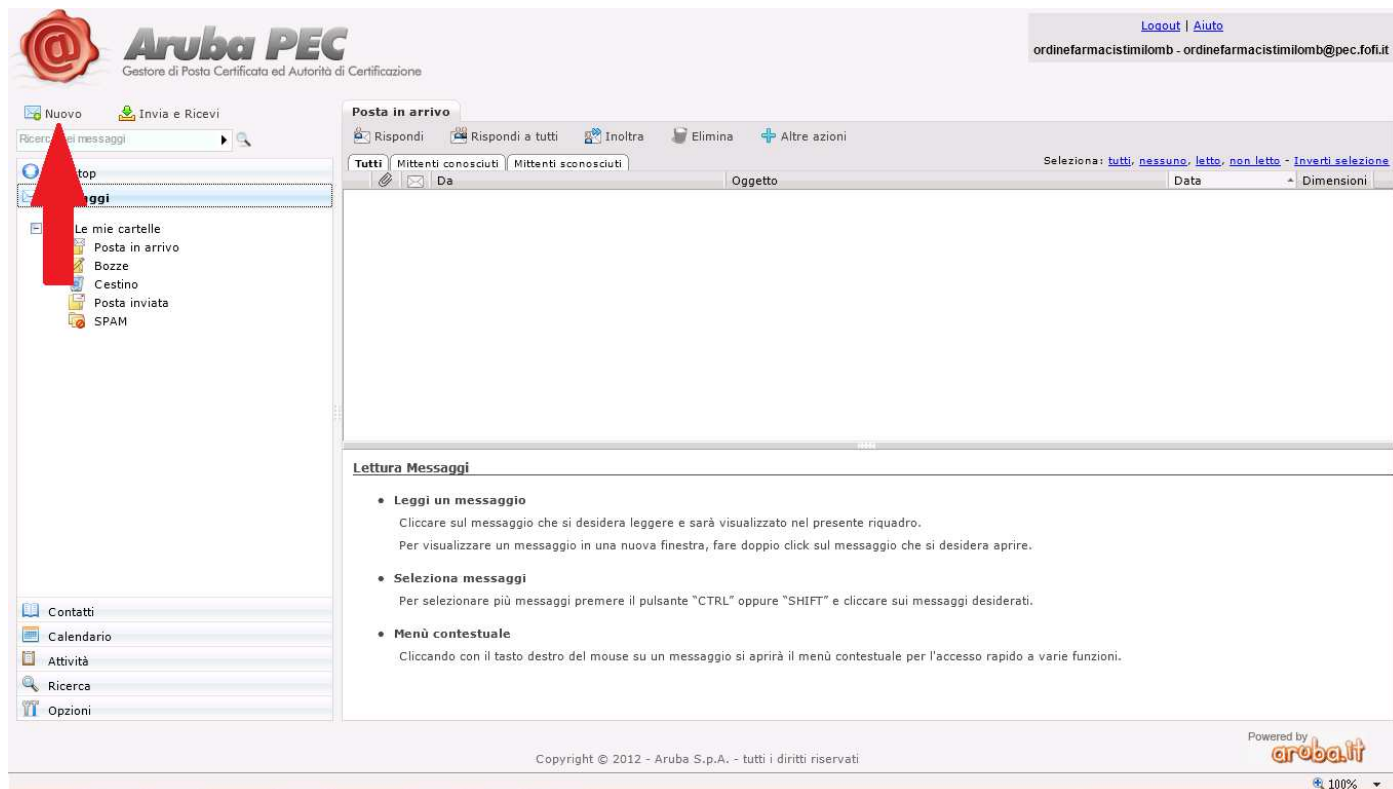 Aruba PEC
Gestore di Posta Certificata ed Autorità di Certificazione
Logout | Aiuto
ordinefarmacistimilomb - ordinefarmacistimilomb@pec.fofi.it
Nuovo Invia e Ricevi
messaggi
Le mie cartelle
Posta in arrivo
Bozze
Cestino
Posta inviata
SPAM
Contatti
Calendario
Attività
Ricerca
Opzioni
Posta in arrivo
Rispondi Rispondi a tutti Inoltra Elimina Altre azioni
Tutti Mittenti conosciuti Mittenti sconosciuti Seleziona: tutti, nessuno, letto, non letto - Inverti selezione
Da Oggetto Data Dimensioni
Lettura Messaggi
• Leggi un messaggio
Cliccare sul messaggio che si desidera leggere e sarà visualizzato nel presente riquadro.
Per visualizzare un messaggio in una nuova finestra, fare doppio click sul messaggio che si desidera aprire.
• Seleziona messaggi
Per selezionare più messaggi premere il pulsante "CTRL" oppure "SHIFT" e cliccare sui messaggi desiderati.
• Menù contestuale
Cliccando con il tasto destro del mouse su un messaggio si aprirà il menù contestuale per l'accesso rapido a varie funzioni.
Copyright © 2012 - Aruba S.p.A. - tutti i diritti riservati
Powered by
aruba.it
100%